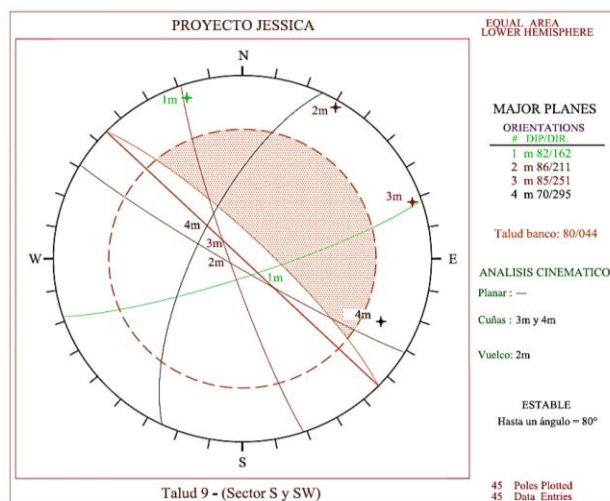 PROYECTO JESSICA
EQUAL AREA
LOWER HEMISPHERE
N
1m
2m
3m
4m
3m
2m
1m
4m
W
E
S
MAJOR PLANES
ORIENTATIONS
# DIP/DIR.
1 m 82/162
2 m 86/211
3 m 85/251
4 m 70/295
Talud banco: 80/044
ANALISIS CINEMATICO
Planar : —
Cuñas : 3m y 4m
Vuelco: 2m
ESTABLE
Hasta un ángulo = 80°
45 Poles Plotted
45 Data Entries
Talud 9 - (Sector S y SW)